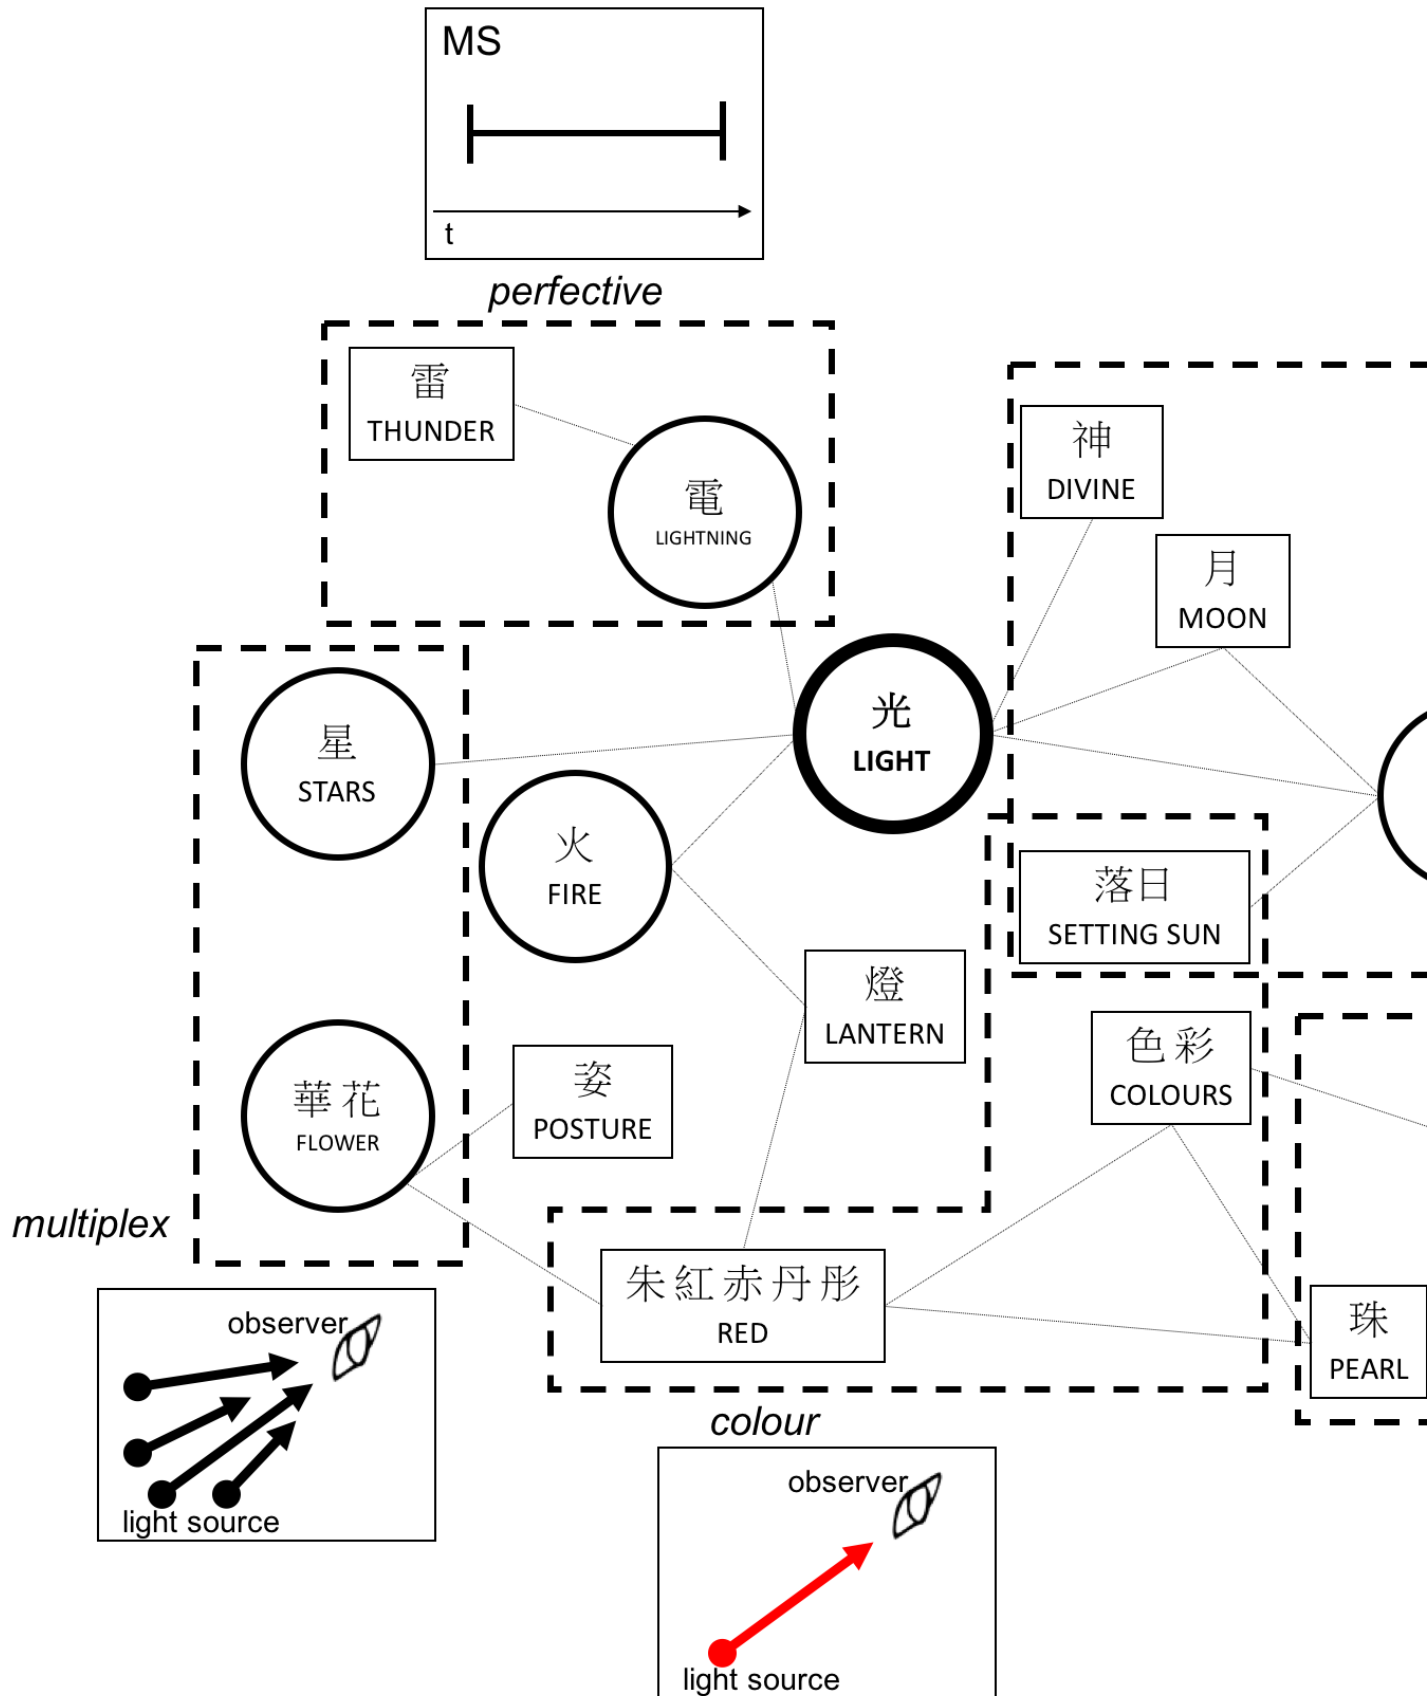 MS
t
perfective
雷
THUNDER
電
LIGHTNING
神
DIVINE
月
MOON
光
LIGHT
星
STARS
火
FIRE
落日
SETTING SUN
燈
LANTERN
色彩
COLOURS
華花
FLOWER
姿
POSTURE
multiplex
朱紅赤丹彤
RED
珠
PEARL
observer
light source
colour
observer
light source